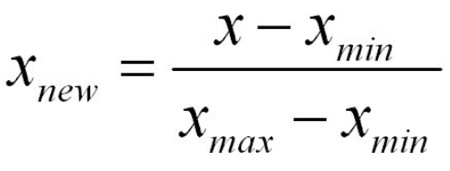 x_new = (x − x_min) / (x_max − x_min)